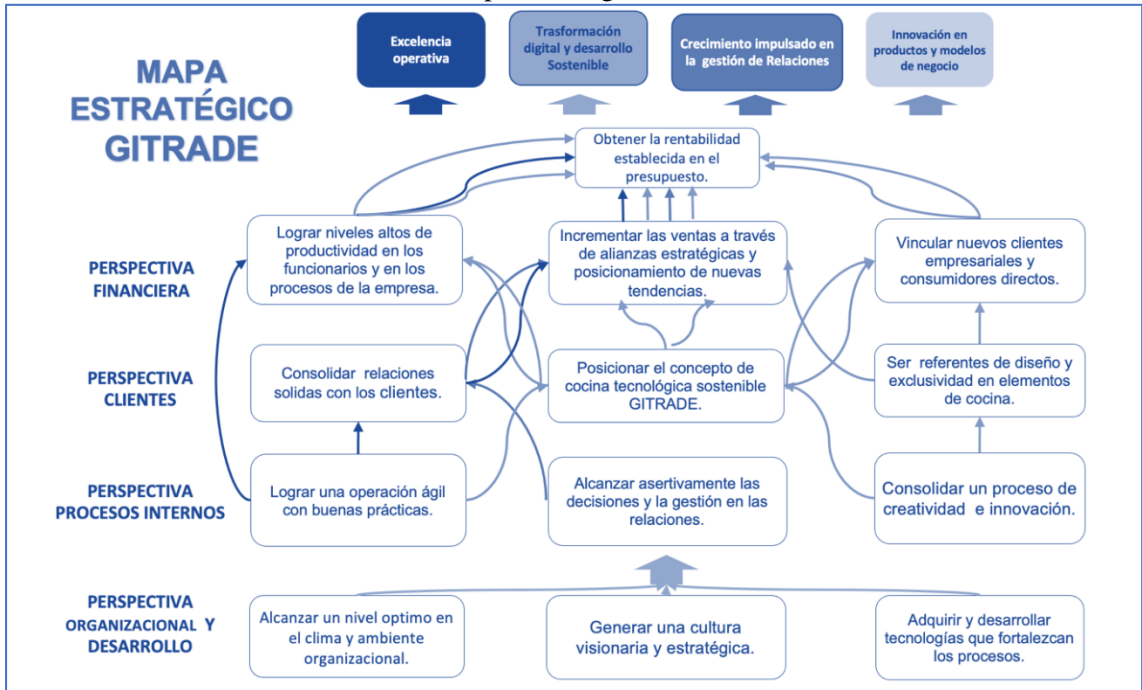 Excelencia
operativa
Trasformación
digital y desarrollo
Sostenible
Crecimiento impulsado en
la gestión de Relaciones
Innovación en
productos y modelos
de negocio
MAPA
ESTRATÉGICO
GITRADE
Obtener la rentabilidad
establecida en el
presupuesto.
PERSPECTIVA
FINANCIERA
Lograr niveles altos de
productividad en los
funcionarios y en los
procesos de la empresa.
Incrementar las ventas a través
de alianzas estratégicas y
posicionamiento de nuevas
tendencias.
Vincular nuevos clientes
empresariales y
consumidores directos.
PERSPECTIVA
CLIENTES
Consolidar relaciones
solidas con los clientes.
Posicionar el concepto de
cocina tecnológica sostenible
GITRADE.
Ser referentes de diseño y
exclusividad en elementos
de cocina.
PERSPECTIVA
PROCESOS INTERNOS
Lograr una operación ágil
con buenas prácticas.
Alcanzar asertivamente las
decisiones y la gestión en las
relaciones.
Consolidar un proceso de
creatividad e innovación.
PERSPECTIVA
ORGANIZACIONAL Y
DESARROLLO
Alcanzar un nivel optimo en
el clima y ambiente
organizacional.
Generar una cultura
visionaria y estratégica.
Adquirir y desarrollar
tecnologías que fortalezcan
los procesos.